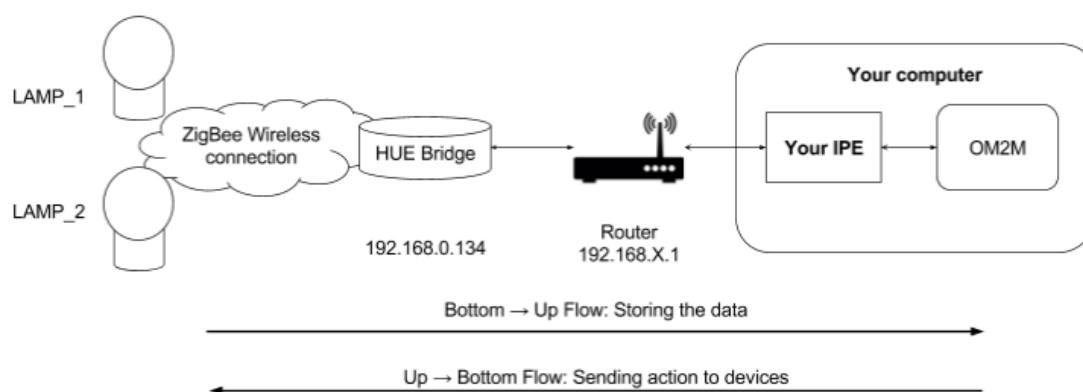 LAMP_1
LAMP_2
ZigBee Wireless
connection
HUE Bridge
192.168.0.134
Router
192.168.X.1
Your computer
Your IPE
OM2M
Bottom → Up Flow: Storing the data
Up → Bottom Flow: Sending action to devices